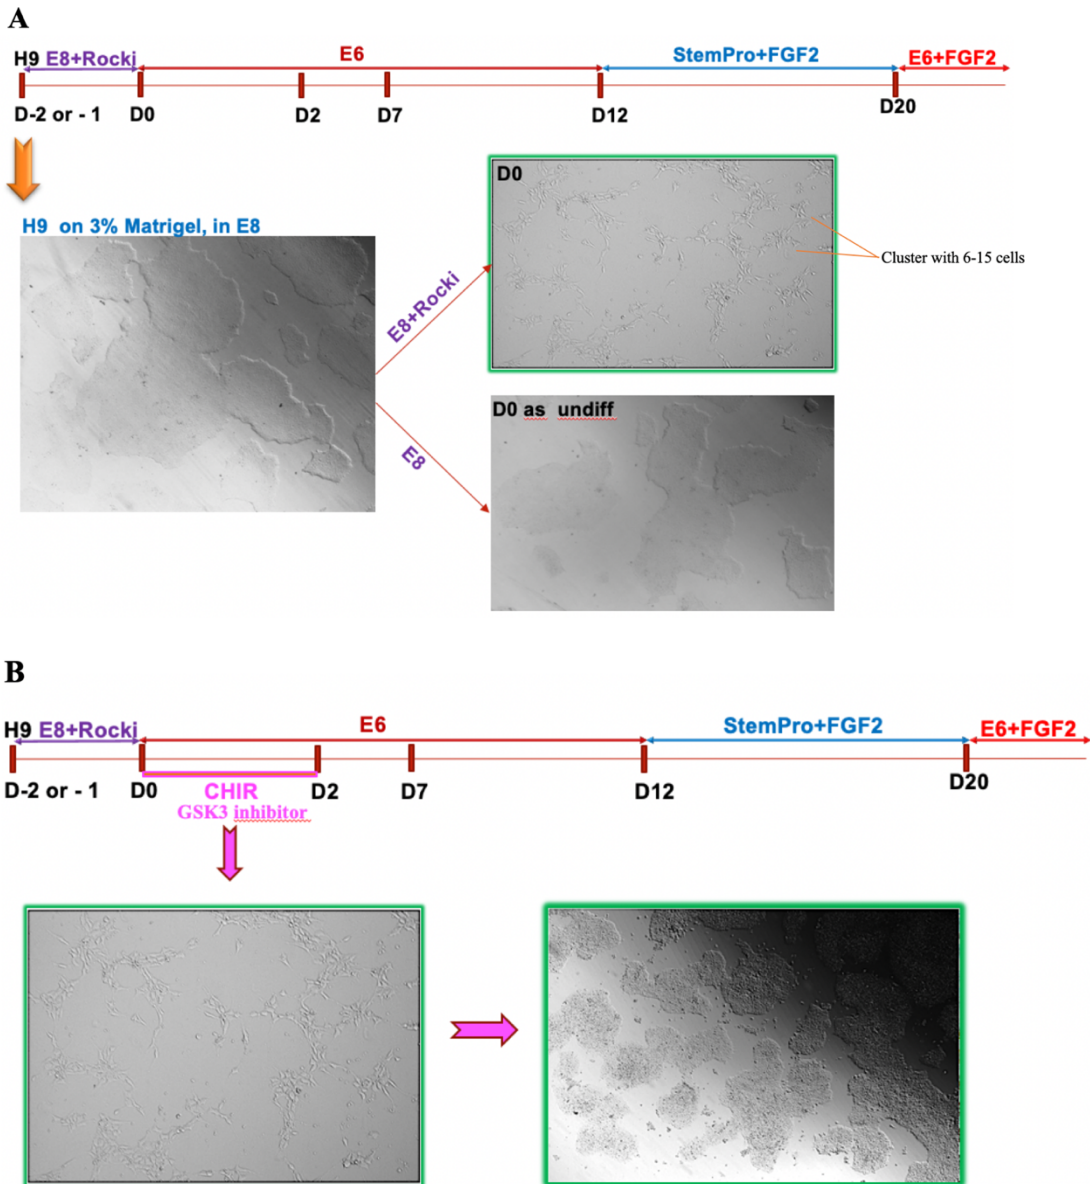 A
H9 E8+Rocki E6 StemPro+FGF2 E6+FGF2
D-2 or - 1 D0 D2 D7 D12 D20
H9 on 3% Matrigel, in E8
D0
Cluster with 6-15 cells
E8+Rocki
D0 as undiff
E8
B
H9 E8+Rocki E6 StemPro+FGF2 E6+FGF2
D-2 or - 1 D0 CHIR D2 D7 D12 D20
GSK3 inhibitor